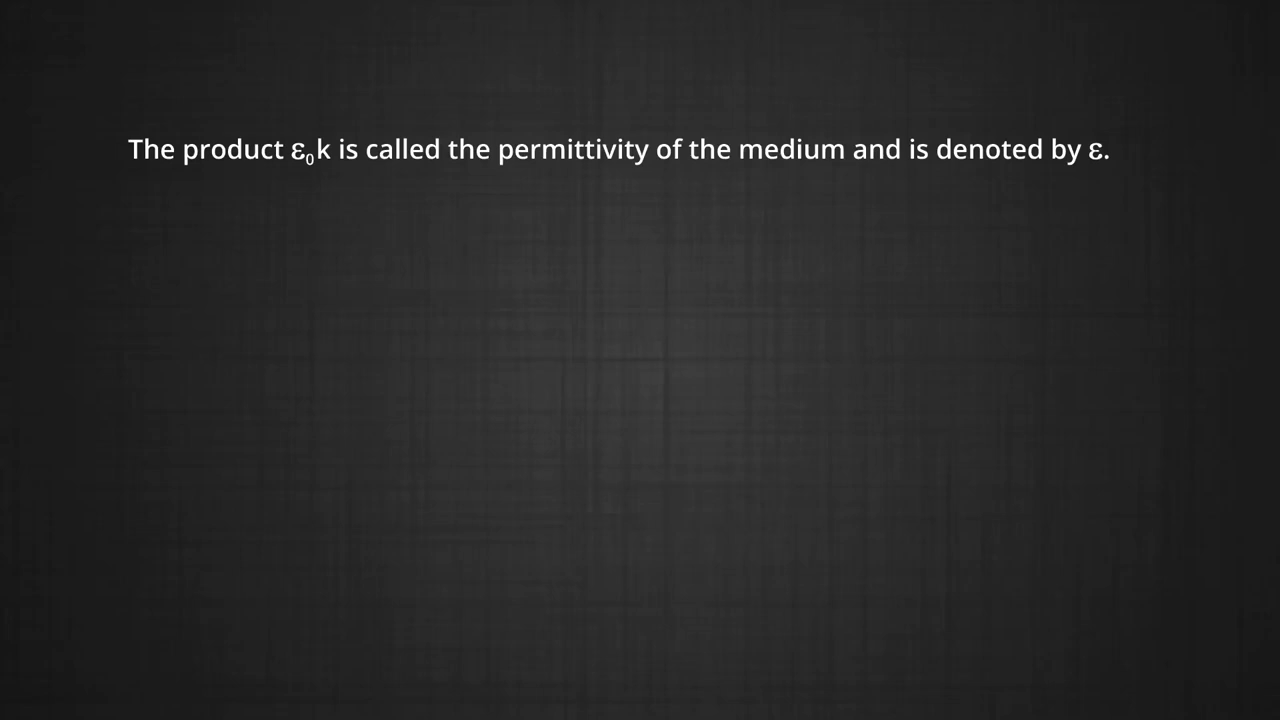 The product ε₀k is called the permittivity of the medium and is denoted by ε.